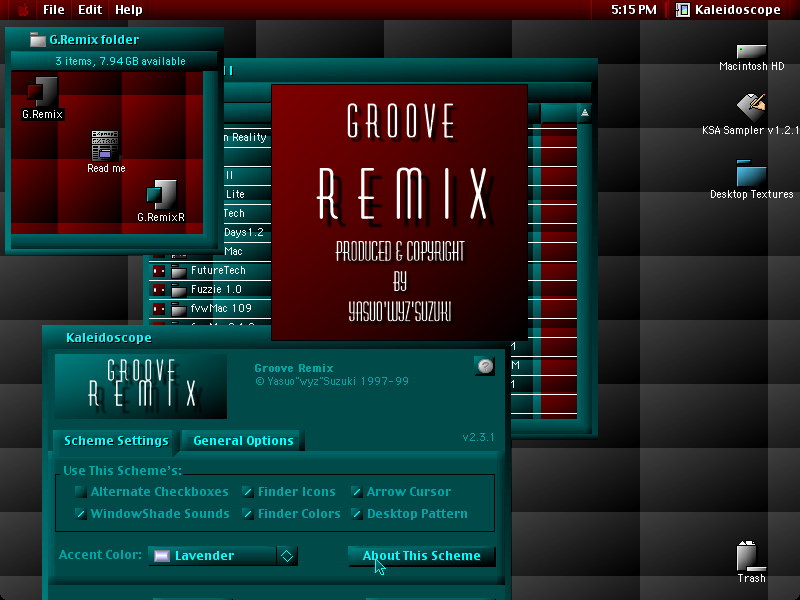 File Edit Help
5:15 PM Kaleidoscope
G.Remix folder
3 items, 7.94 GB available
G.Remix
Read me
G.RemixR
Macintosh HD
KSA Sampler v1.2.1
Desktop Textures
Trash
II
n Reality
II
Lite
Tech
Days1.2
Mac
FutureTech
Fuzzie 1.0
fvwMac 109
M
GROOVE
REMIX
PRODUCED & COPYRIGHT
BY
YASUO'WYZ'SUZUKI
Kaleidoscope
GROOVE
REMIX
Groove Remix
© Yasuo"wyz"Suzuki 1997-99
v2.3.1
Scheme Settings General Options
Use This Scheme's:
Alternate Checkboxes Finder Icons Arrow Cursor
WindowShade Sounds Finder Colors Desktop Pattern
Accent Color: Lavender About This Scheme